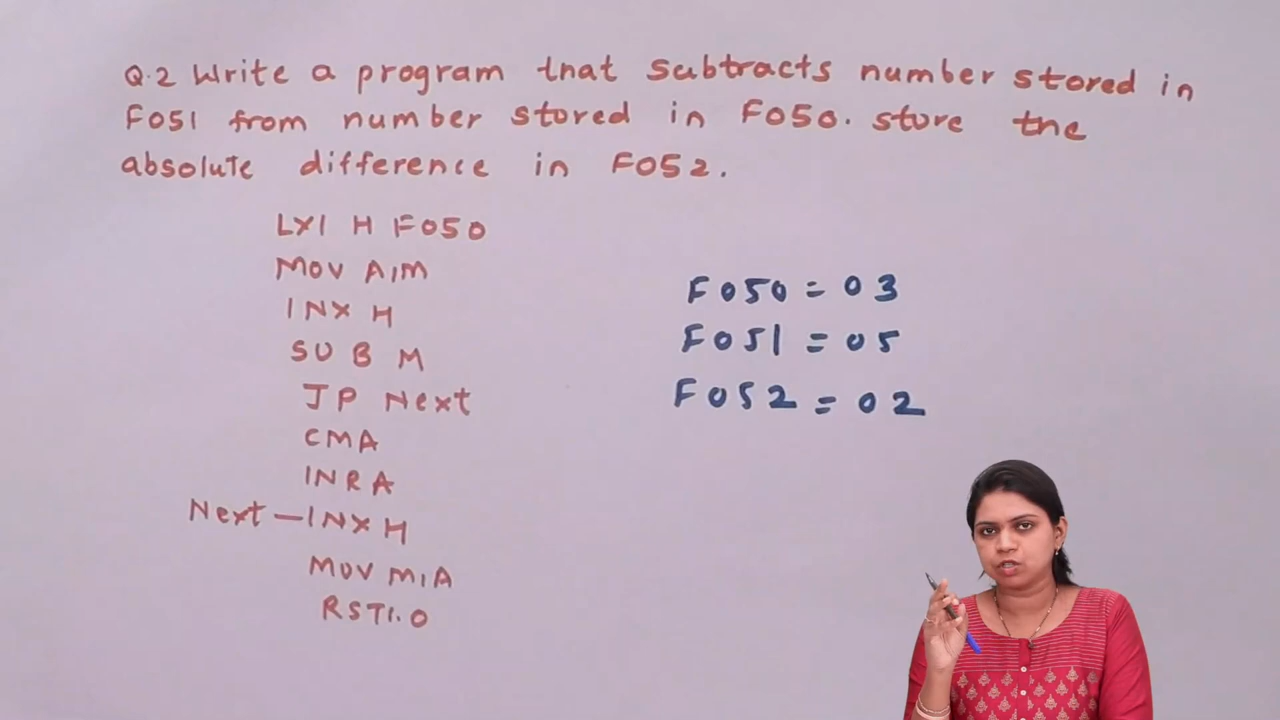 Q.2 Write a program that subtracts number stored in
F051 from number stored in F050. store the
absolute difference in F052.
LXI H F050
MOV A,M
INX H
SUB M
JP Next
CMA
INR A
Next — INX H
MOV M,A
RST1.0
F050 = 03
F051 = 05
F052 = 02